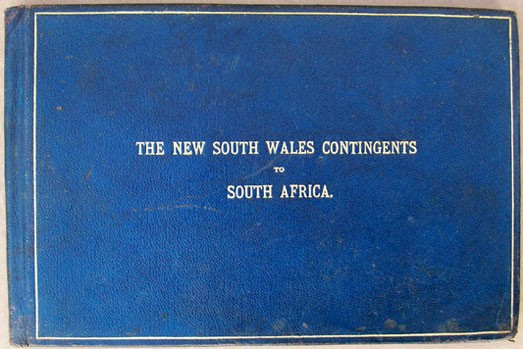 THE NEW SOUTH WALES CONTINGENTS
TO
SOUTH AFRICA.